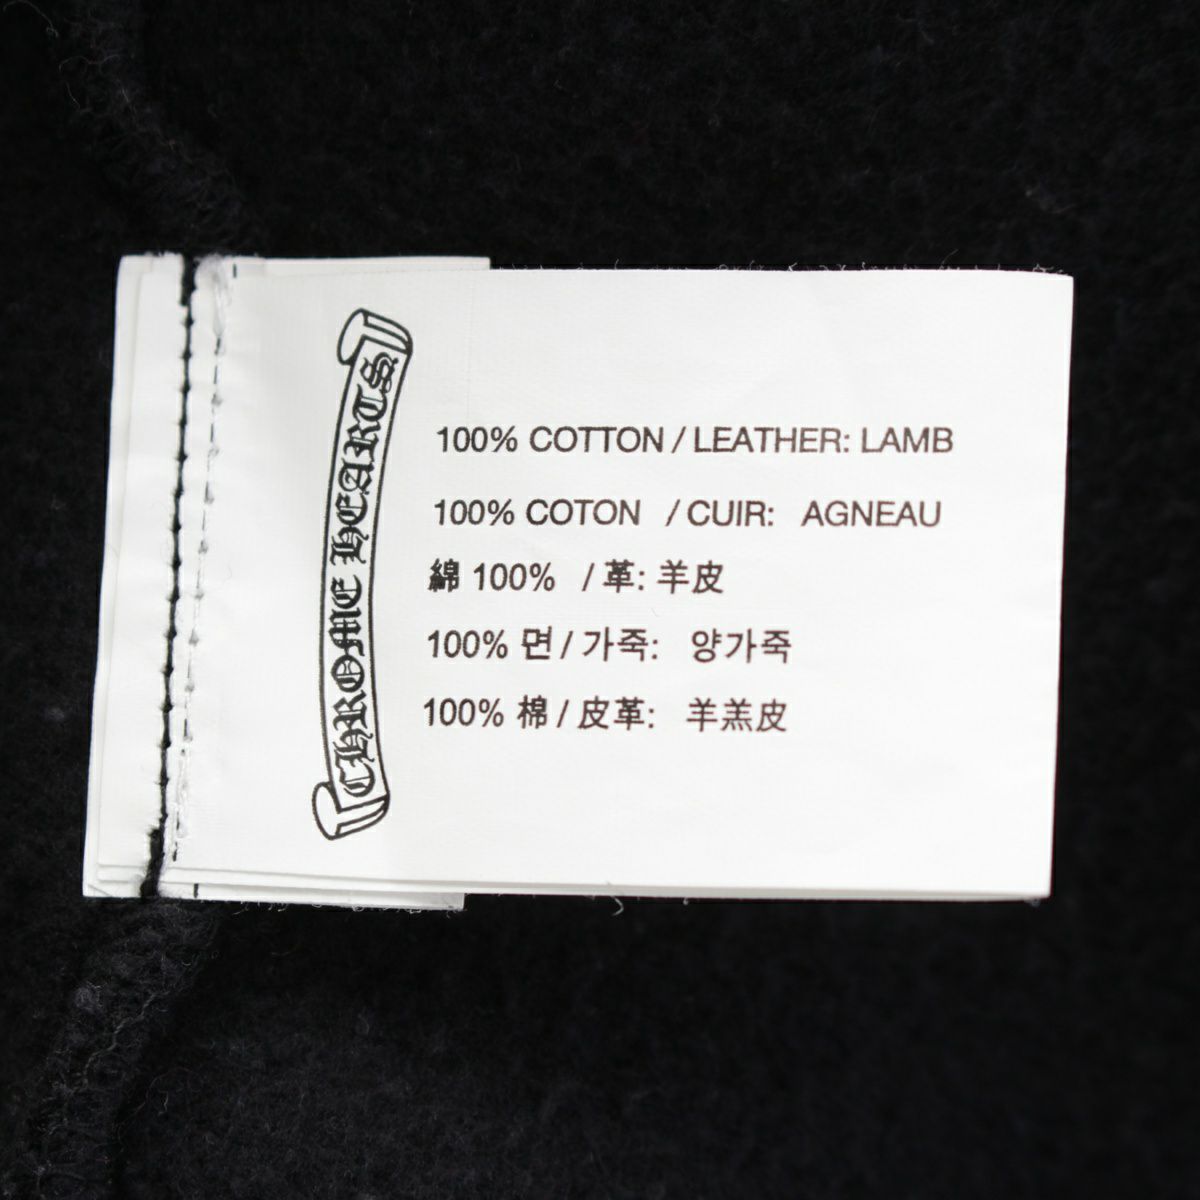 CHROME HEARTS
100% COTTON / LEATHER: LAMB
100% COTON / CUIR: AGNEAU
綿 100% / 革: 羊皮
100% 면 / 가죽: 양가죽
100% 棉 / 皮革: 羊羔皮